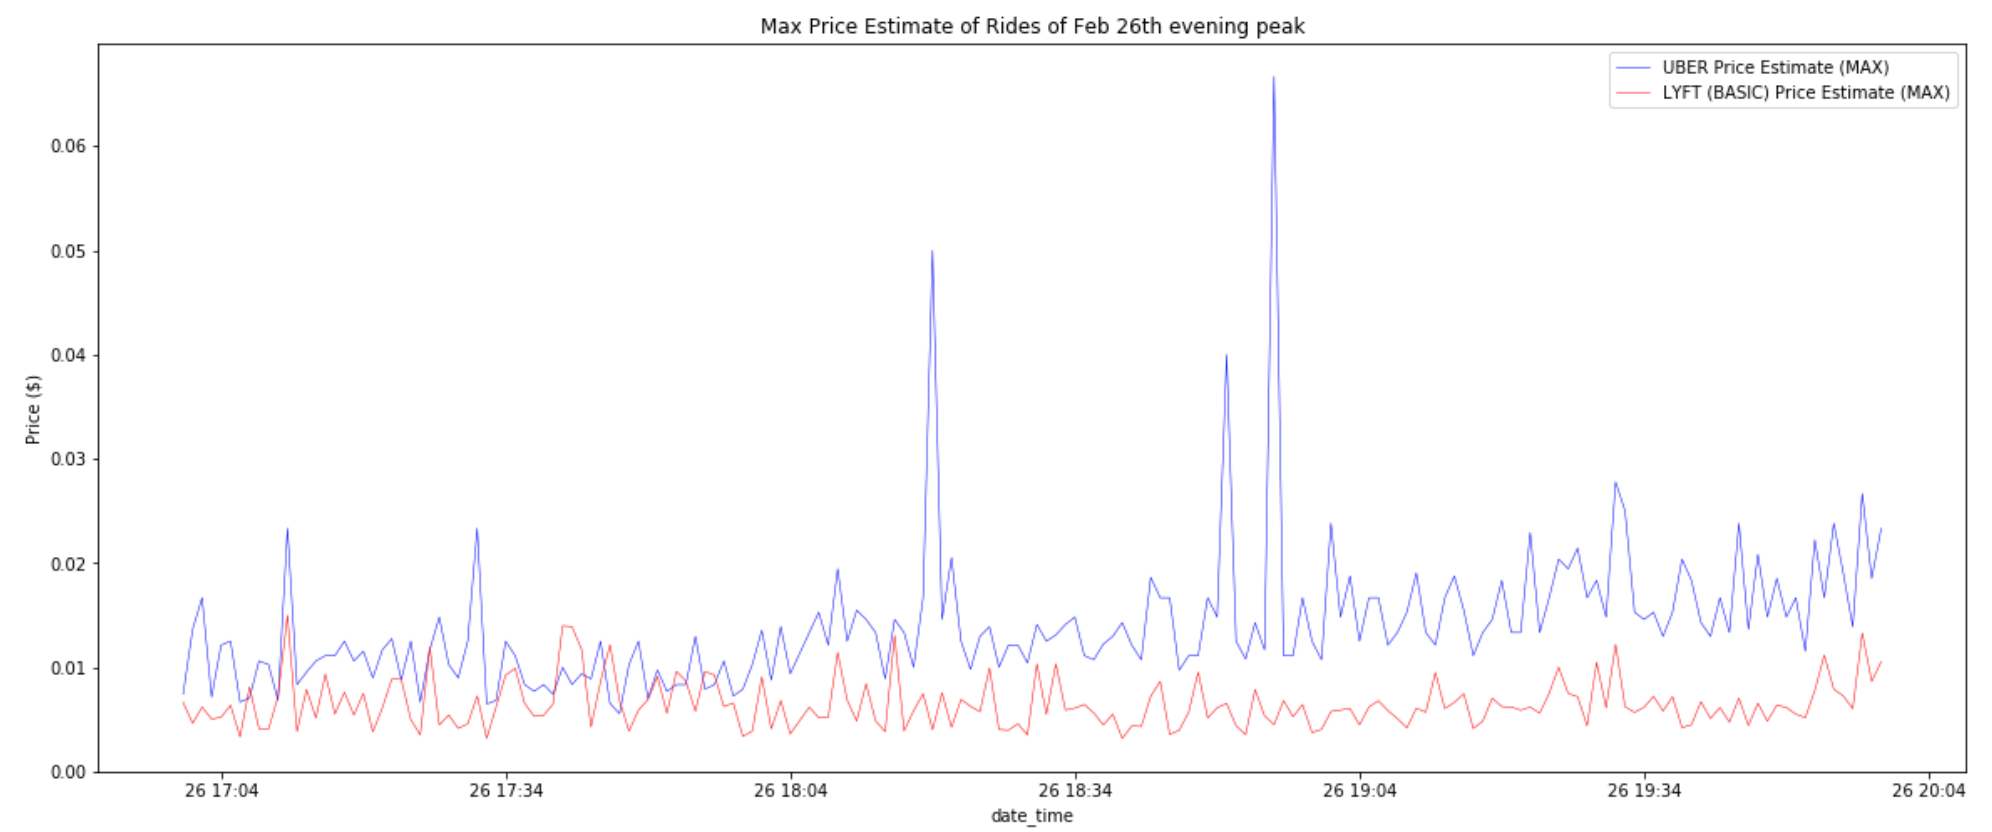 Max Price Estimate of Rides of Feb 26th evening peak
UBER Price Estimate (MAX)
LYFT (BASIC) Price Estimate (MAX)
Price ($)
0.06
0.05
0.04
0.03
0.02
0.01
0.00
26 17:04 26 17:34 26 18:04 26 18:34 26 19:04 26 19:34 26 20:04
date_time